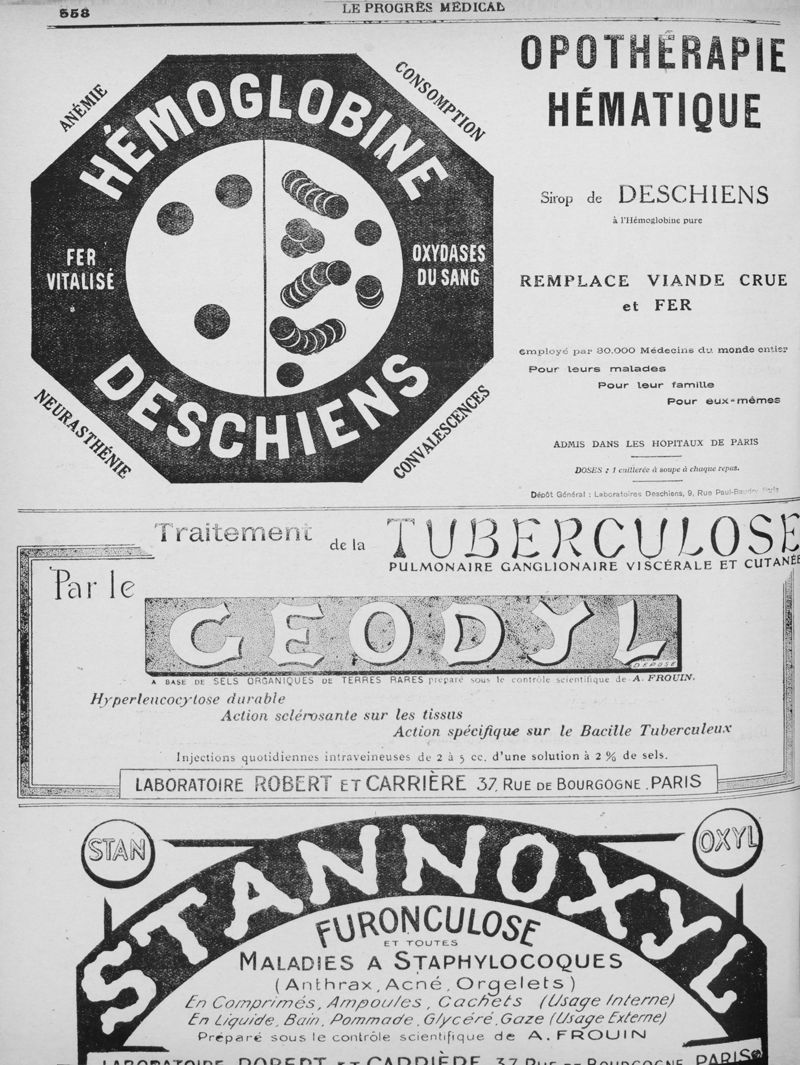 558
LE PROGRÈS MÉDICAL
ANÉMIE
CONSOMPTION
HÉMOGLOBINE
FER
VITALISÉ
OXYDASES
DU SANG
DESCHIENS
NEURASTHÉNIE
CONVALESCENCES
OPOTHÉRAPIE
HÉMATIQUE
Sirop de DESCHIENS
à l'Hémoglobine pure
REMPLACE VIANDE CRUE
et FER
employé par 30.000 Médecins du monde entier
Pour leurs malades
Pour leur famille
Pour eux-mêmes
ADMIS DANS LES HOPITAUX DE PARIS
DOSES : 1 cuillerée à soupe à chaque repas.
Dépôt Général : Laboratoires Deschiens, 9, Rue Paul-Baudry Paris
Traitement de la TUBERCULOSE
PULMONAIRE GANGLIONAIRE VISCÉRALE ET CUTANÉE
Par le
GEODYL
DÉPOSÉ
A BASE DE SELS ORGANIQUES DE TERRES RARES préparé sous le contrôle scientifique de A. FROUIN.
Hyperleucocytose durable
Action sclérosante sur les tissus
Action spécifique sur le Bacille Tuberculeux
Injections quotidiennes intraveineuses de 2 à 5 cc. d'une solution à 2 % de sels.
LABORATOIRE ROBERT ET CARRIÈRE 37, RUE DE BOURGOGNE . PARIS
STAN
OXYL
STANNOXYL
FURONCULOSE
ET TOUTES
MALADIES A STAPHYLOCOQUES
(Anthrax, Acné, Orgelets)
En Comprimés, Ampoules, Cachets (Usage Interne)
En Liquide, Bain, Pommade, Glycéré, Gaze (Usage Externe)
Préparé sous le contrôle scientifique de A. FROUIN
LABORATOIRE ROBERT ET CARRIÈRE 37 RUE DE BOURGOGNE PARIS